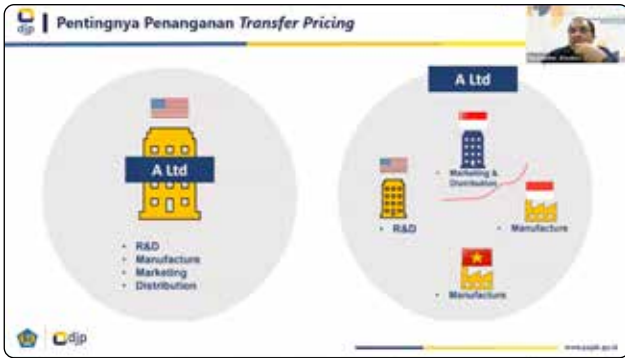 djp
Pentingnya Penanganan Transfer Pricing
A Ltd
• R&D
• Manufacture
• Marketing
• Distribution
A Ltd
• Marketing &
Distribution
• R&D
• Manufacture
• Manufacture
djp
www.pajak.go.id